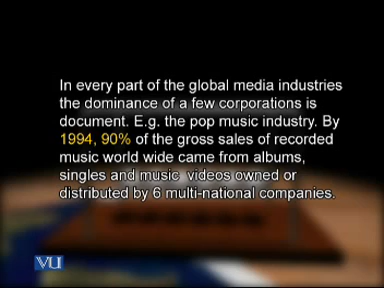 In every part of the global media industries
the dominance of a few corporations is
document. E.g. the pop music industry. By
1994, 90% of the gross sales of recorded
music world wide came from albums,
singles and music videos owned or
distributed by 6 multi-national companies.
VU